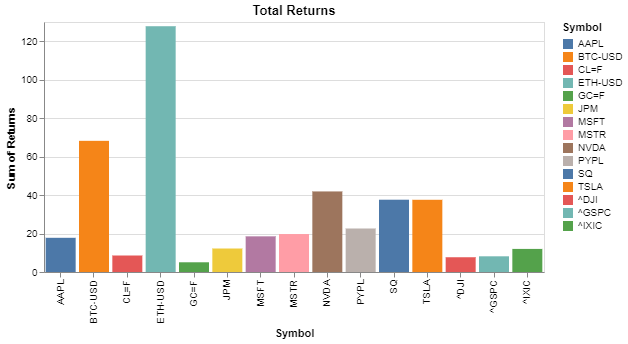 Total Returns
Sum of Returns
120
100
80
60
40
20
0
AAPL
BTC-USD
CL=F
ETH-USD
GC=F
JPM
MSFT
MSTR
NVDA
PYPL
SQ
TSLA
^DJI
^GSPC
^IXIC
Symbol
Symbol
AAPL
BTC-USD
CL=F
ETH-USD
GC=F
JPM
MSFT
MSTR
NVDA
PYPL
SQ
TSLA
^DJI
^GSPC
^IXIC